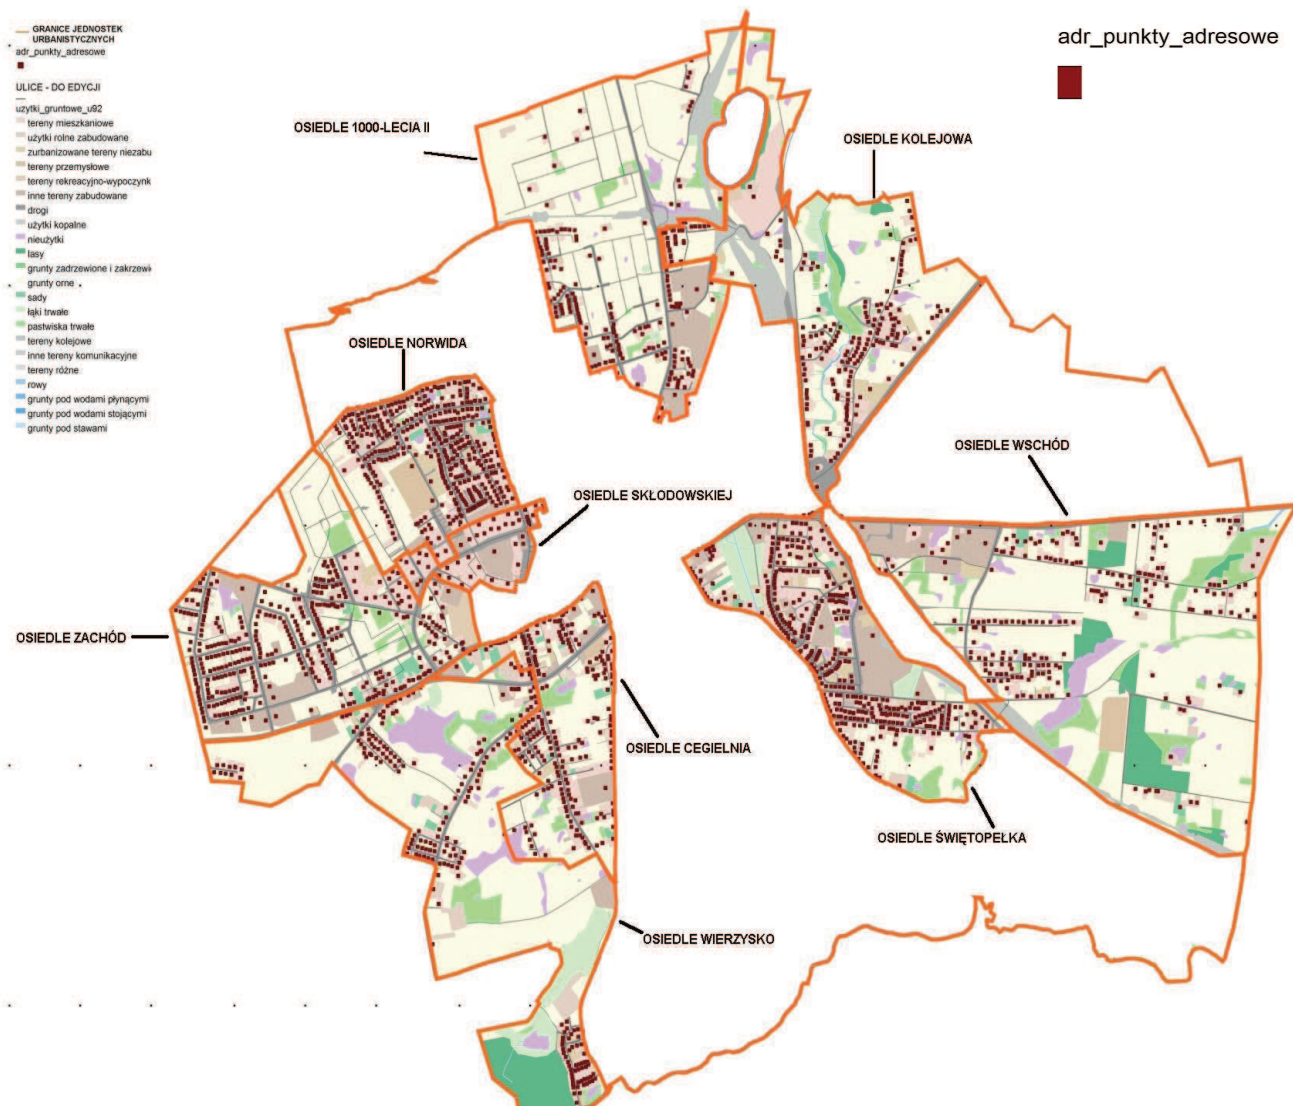 GRANICE JEDNOSTEK
URBANISTYCZNYCH
adr_punkty_adresowe
ULICE - DO EDYCJI
uzytki_gruntowe_u92
tereny mieszkaniowe
użytki rolne zabudowane
zurbanizowane tereny niezabu
tereny przemysłowe
tereny rekreacyjno-wypoczynk
inne tereny zabudowane
drogi
użytki kopalne
nieużytki
lasy
grunty zadrzewione i zakrzewi
grunty orne
sady
łąki trwałe
pastwiska trwałe
tereny kolejowe
inne tereny komunikacyjne
tereny różne
rowy
grunty pod wodami płynącymi
grunty pod wodami stojącymi
grunty pod stawami
adr_punkty_adresowe
OSIEDLE 1000-LECIA II
OSIEDLE KOLEJOWA
OSIEDLE NORWIDA
OSIEDLE WSCHÓD
OSIEDLE SKŁODOWSKIEJ
OSIEDLE ZACHÓD
OSIEDLE CEGIELNIA
OSIEDLE ŚWIĘTOPEŁKA
OSIEDLE WIERZYSKO